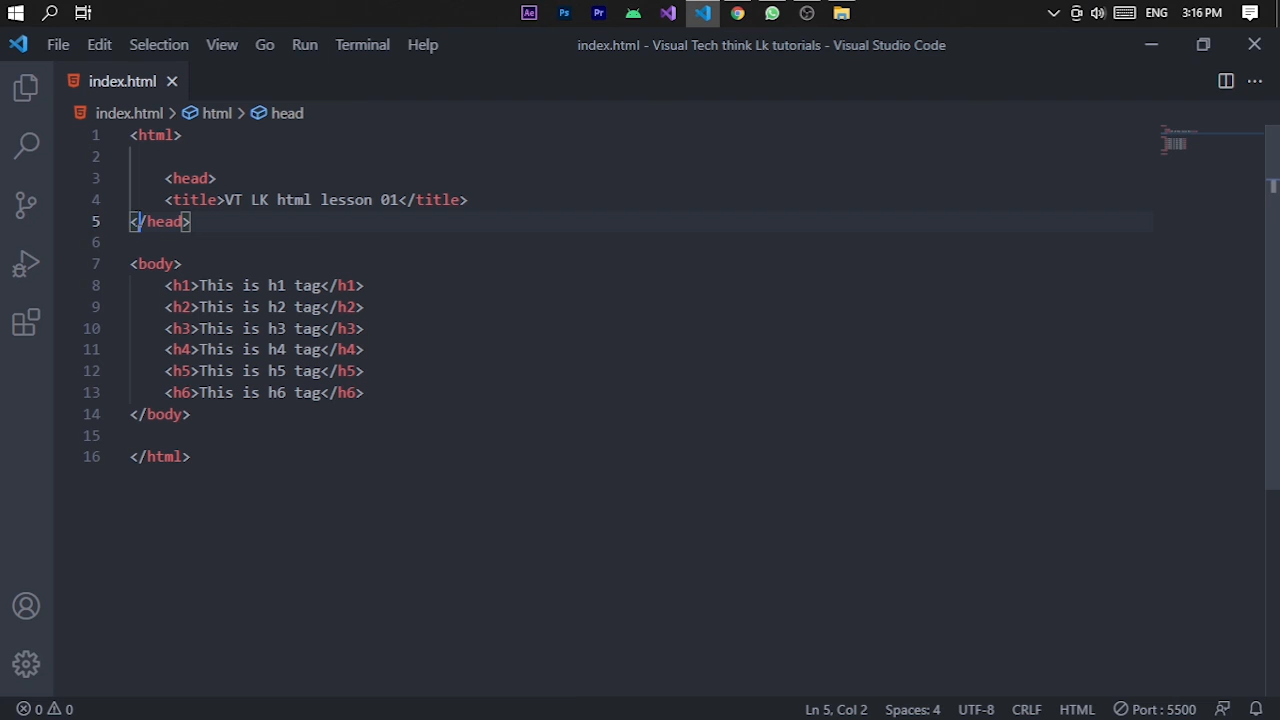 Ae Ps Pr ENG 3:16 PM
File Edit Selection View Go Run Terminal Help index.html - Visual Tech think Lk tutorials - Visual Studio Code
index.html
index.html > html > head
1 <html>
2
3 <head>
4 <title>VT LK html lesson 01</title>
5 </head>
6
7 <body>
8 <h1>This is h1 tag</h1>
9 <h2>This is h2 tag</h2>
10 <h3>This is h3 tag</h3>
11 <h4>This is h4 tag</h4>
12 <h5>This is h5 tag</h5>
13 <h6>This is h6 tag</h6>
14 </body>
15
16 </html>
0 0 Ln 5, Col 2 Spaces: 4 UTF-8 CRLF HTML Port : 5500